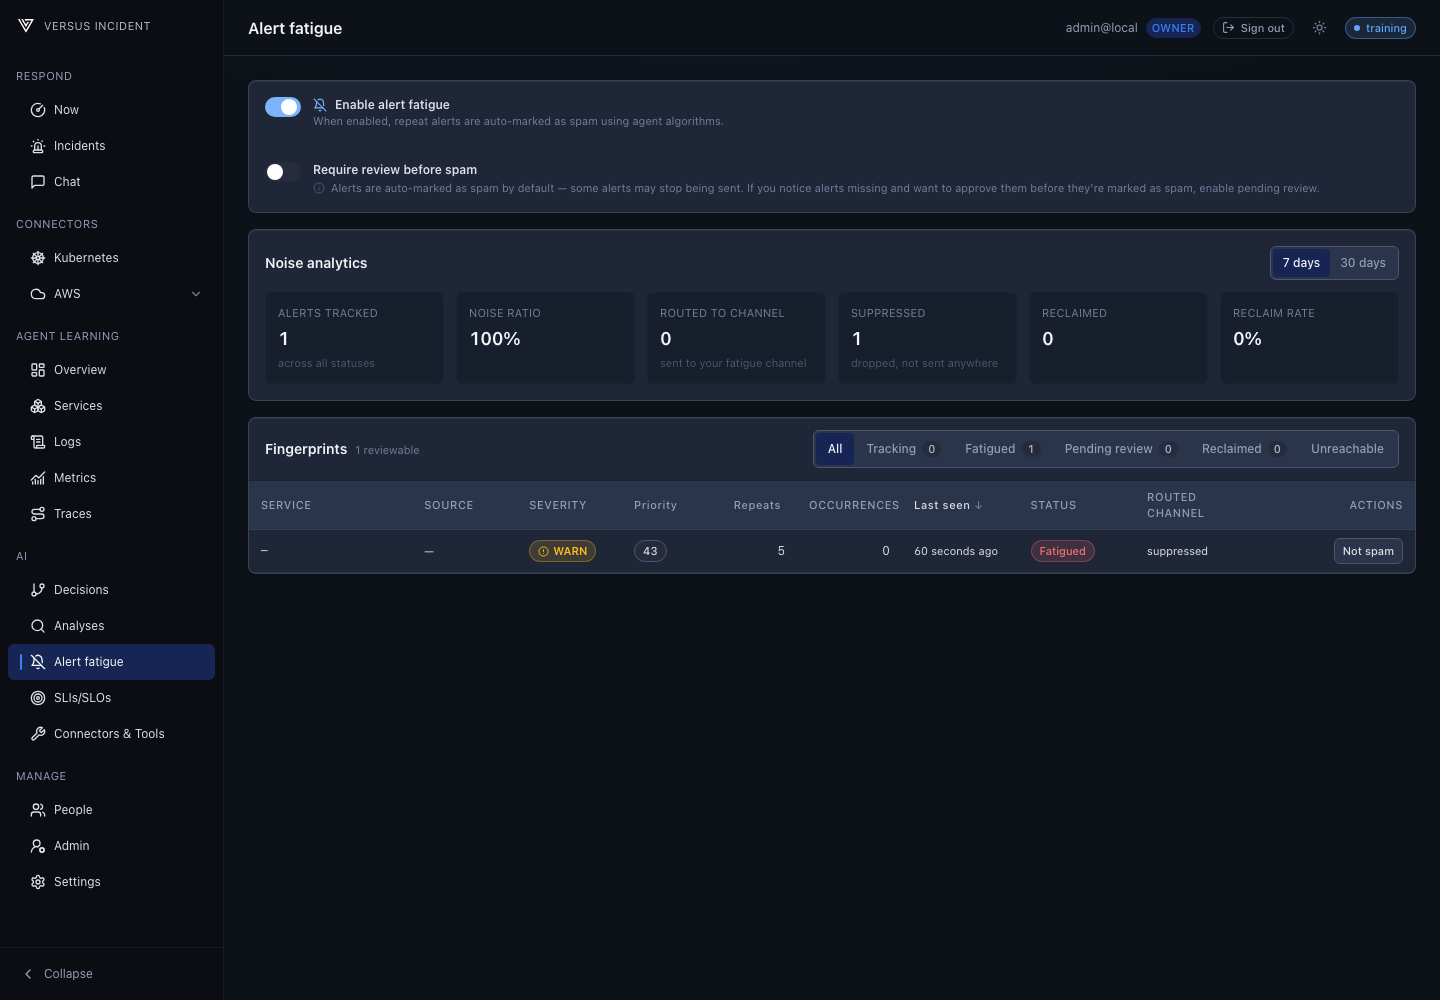 VERSUS INCIDENT
RESPOND
Now
Incidents
Chat
CONNECTORS
Kubernetes
AWS
AGENT LEARNING
Overview
Services
Logs
Metrics
Traces
AI
Decisions
Analyses
Alert fatigue
SLIs/SLOs
Connectors & Tools
MANAGE
People
Admin
Settings
Collapse
Alert fatigue
admin@local OWNER Sign out training
Enable alert fatigue
When enabled, repeat alerts are auto-marked as spam using agent algorithms.
Require review before spam
Alerts are auto-marked as spam by default — some alerts may stop being sent. If you notice alerts missing and want to approve them before they're marked as spam, enable pending review.
Noise analytics
7 days 30 days
ALERTS TRACKED
1
across all statuses
NOISE RATIO
100%
ROUTED TO CHANNEL
0
sent to your fatigue channel
SUPPRESSED
1
dropped, not sent anywhere
RECLAIMED
0
RECLAIM RATE
0%
Fingerprints 1 reviewable
All Tracking 0 Fatigued 1 Pending review 0 Reclaimed 0 Unreachable
SERVICE SOURCE SEVERITY Priority Repeats OCCURRENCES Last seen ↓ STATUS ROUTED CHANNEL ACTIONS
– — WARN 43 5 0 60 seconds ago Fatigued suppressed Not spam